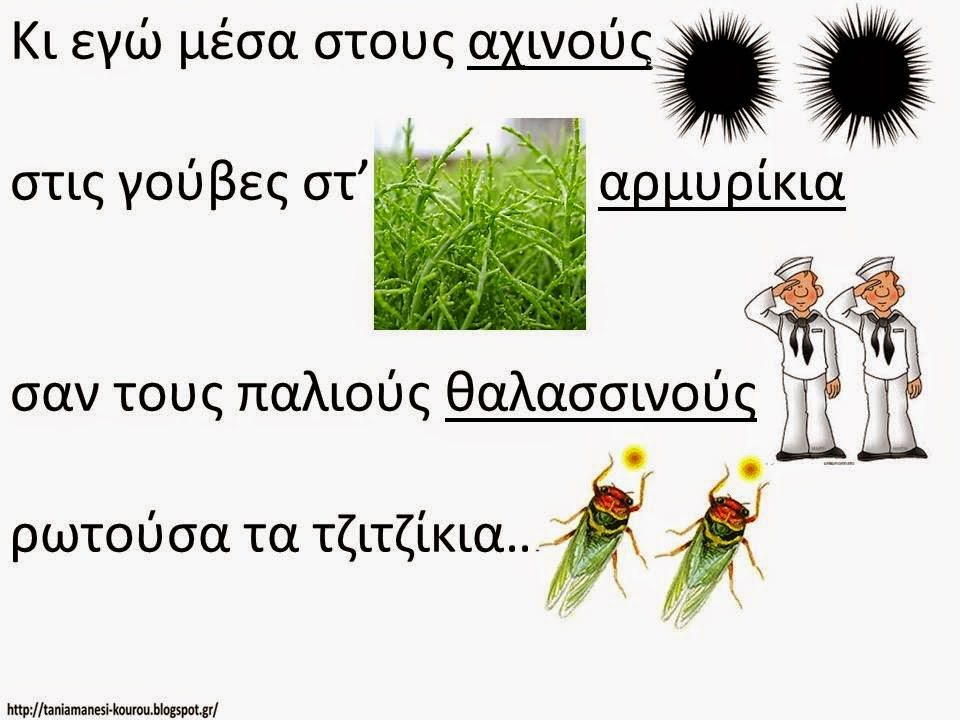 Κι εγώ μέσα στους αχινούς
στις γούβες στ’ αρμυρίκια
σαν τους παλιούς θαλασσινούς
ρωτούσα τα τζιτζίκια...
http://taniamanesi-kourou.blogspot.gr/